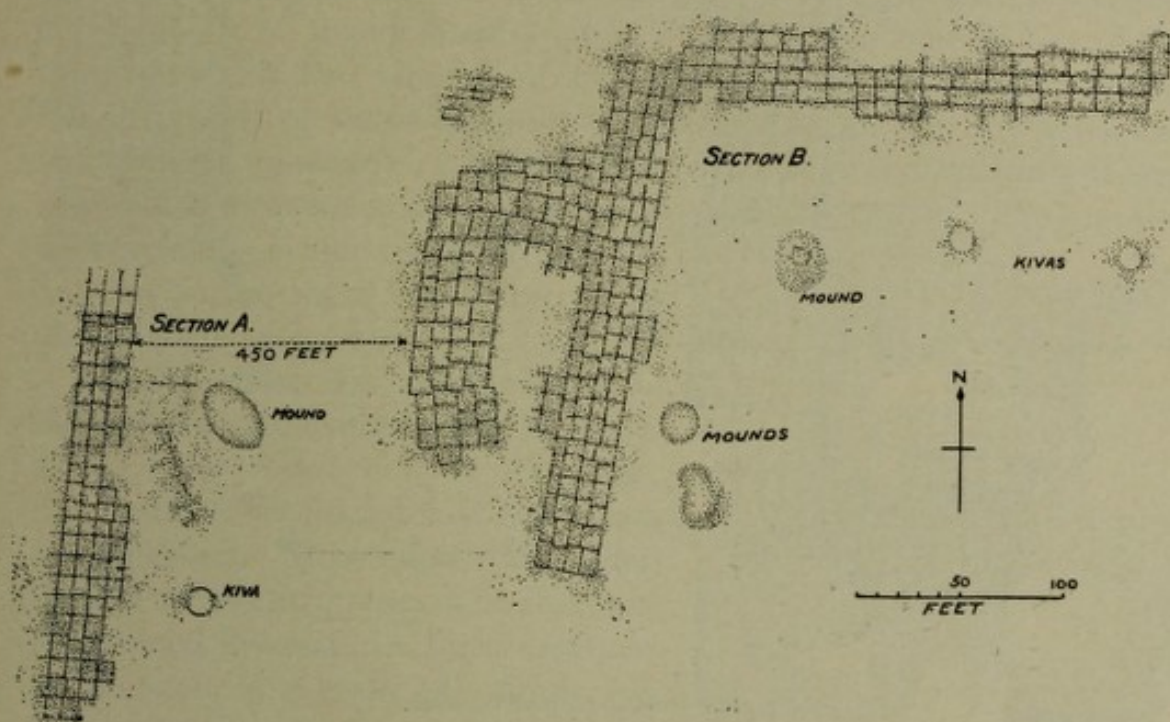 SECTION B.
KIVAS
MOUND
SECTION A.
450 FEET
N
MOUND
MOUNDS
50 100
FEET
KIVA